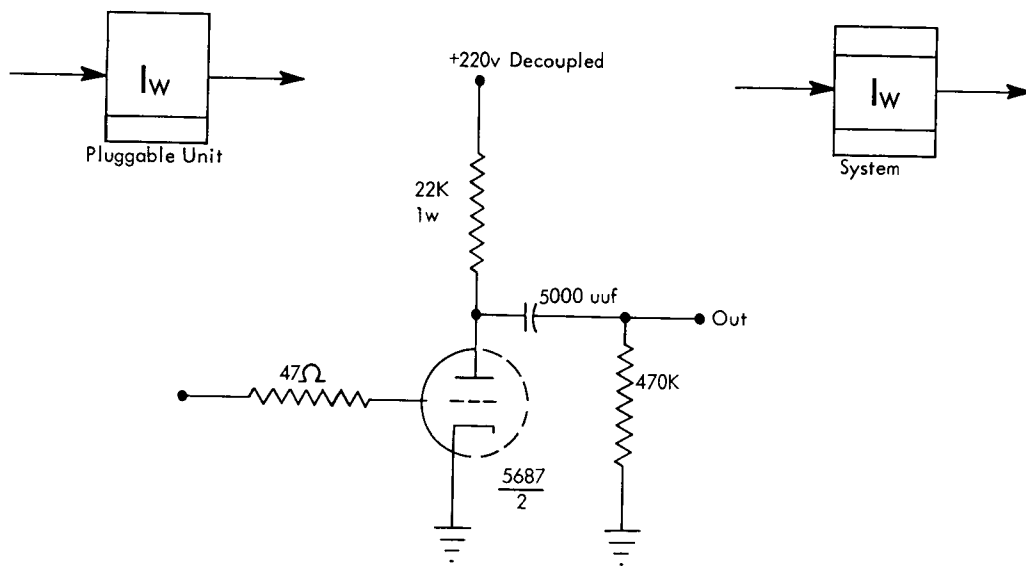 +220v Decoupled
Iw
Iw
Pluggable Unit
System
22K
1w
5000 uuf
Out
47Ω
470K
5687
2